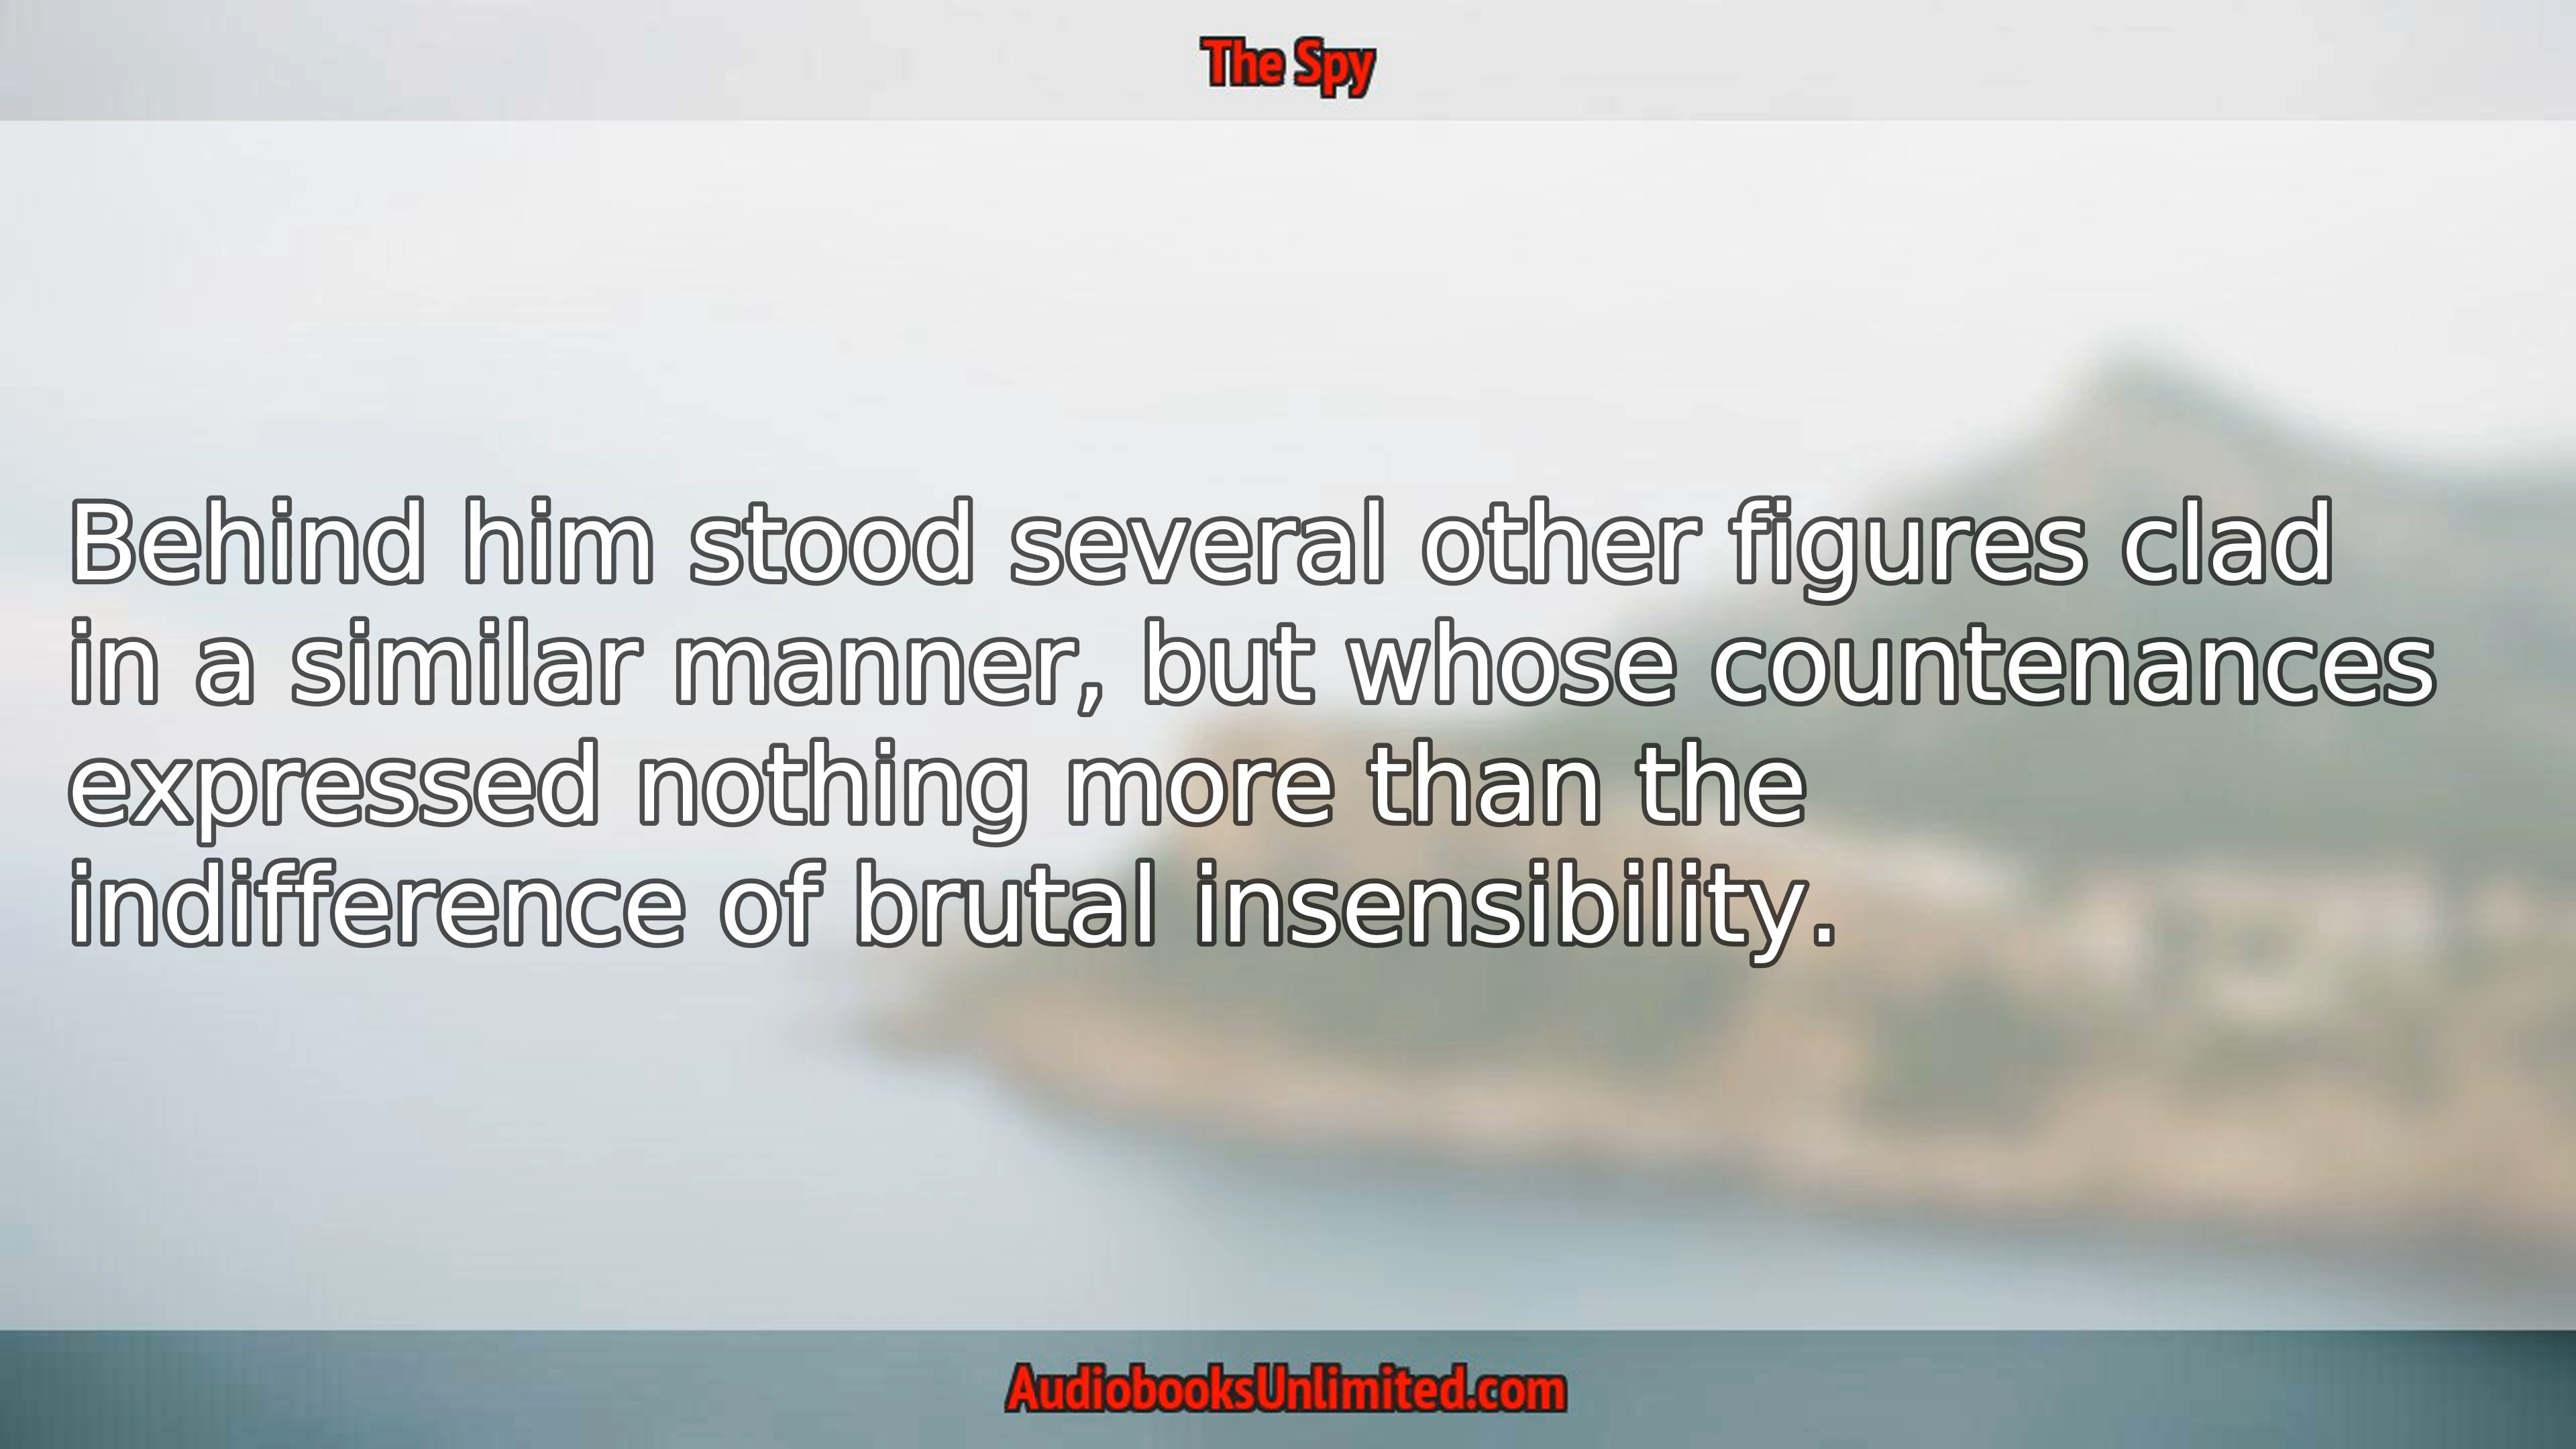 The Spy
Behind him stood several other figures clad
in a similar manner, but whose countenances
expressed nothing more than the
indifference of brutal insensibility.
AudiobooksUnlimited.com